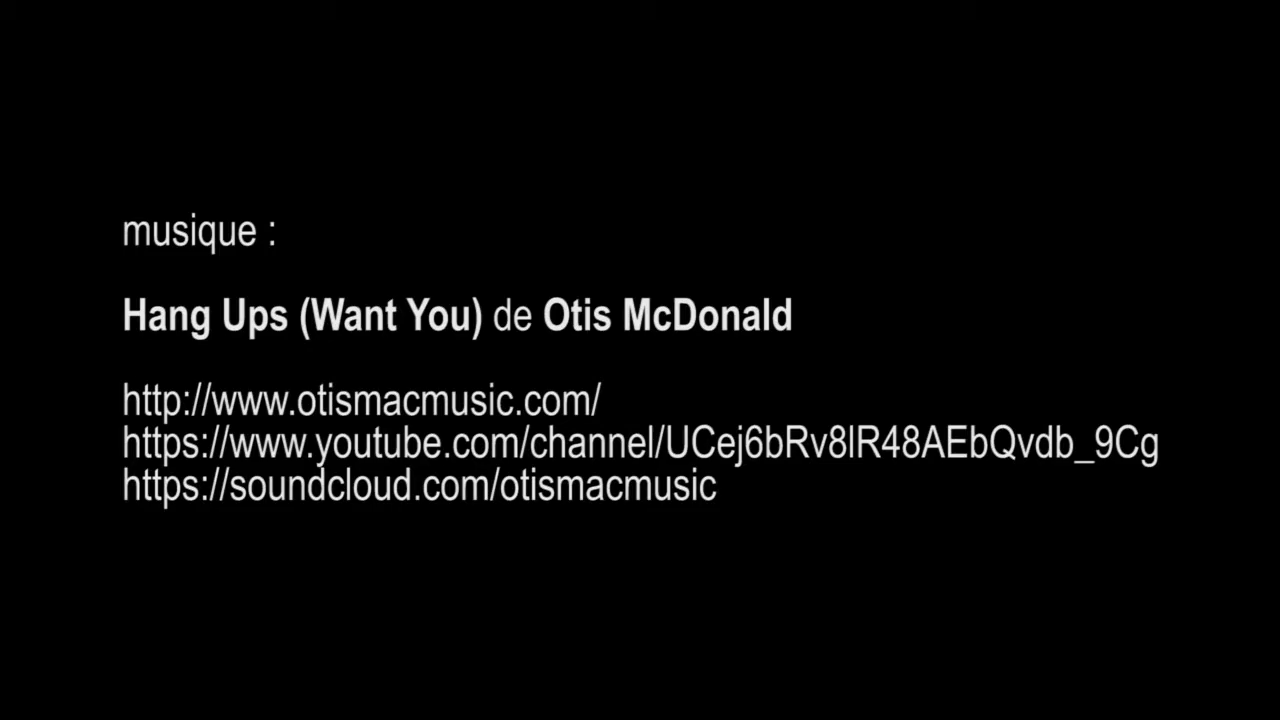 musique :
Hang Ups (Want You) de Otis McDonald
http://www.otismacmusic.com/
https://www.youtube.com/channel/UCej6bRv8lR48AEbQvdb_9Cg
https://soundcloud.com/otismacmusic